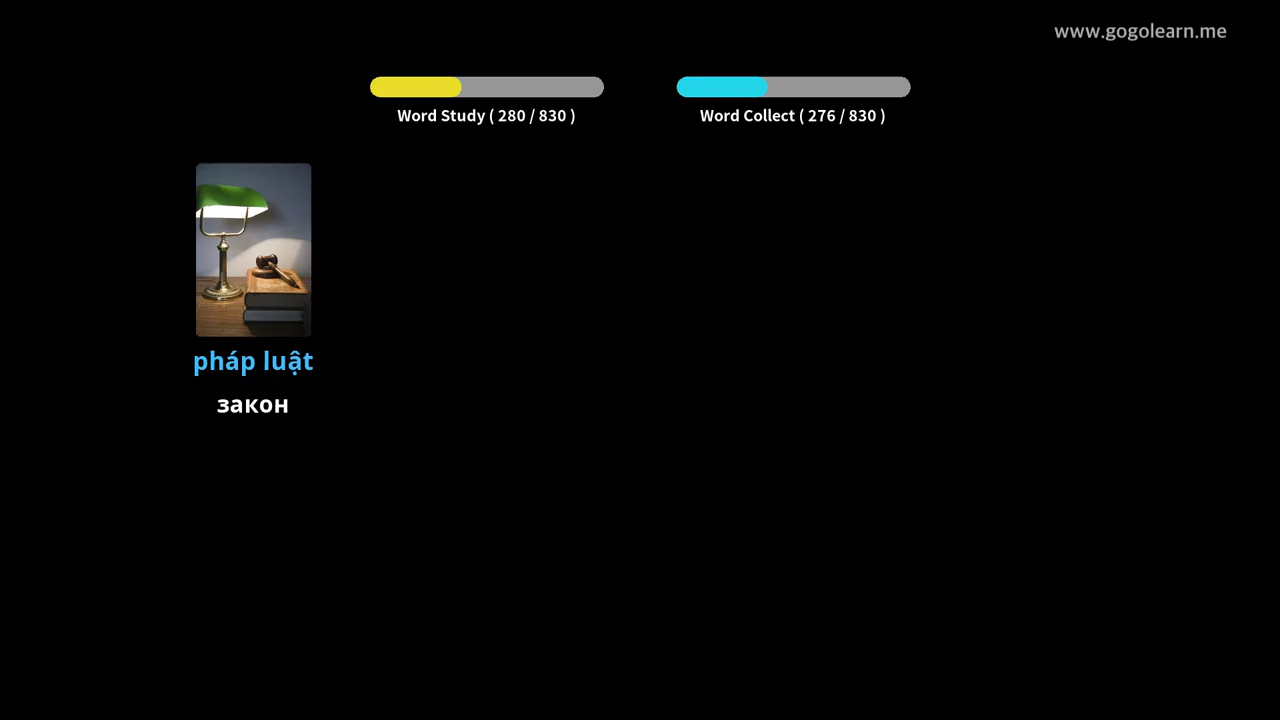 www.gogolearn.me
Word Study ( 280 / 830 )
Word Collect ( 276 / 830 )
pháp luật
закон